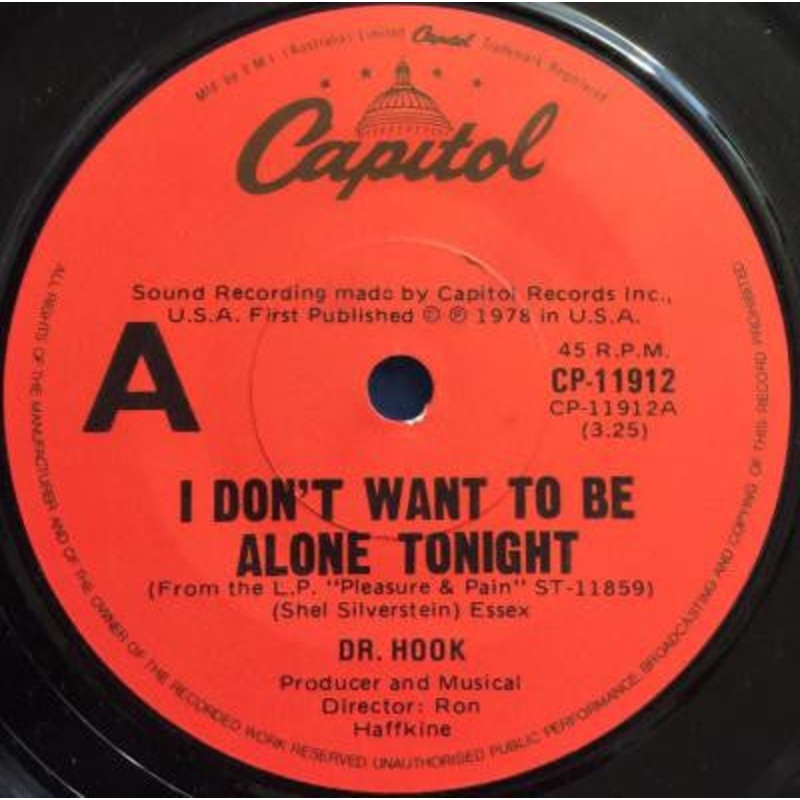 Mfd by E.M.I. (Australia) Limited Capitol Trademark Registered
Capitol
Sound Recording made by Capitol Records Inc.,
U.S.A. First Published © ℗ 1978 in U.S.A.
A
45 R.P.M.
CP-11912
CP-11912A
(3.25)
I DON'T WANT TO BE
ALONE TONIGHT
(From the L.P. "Pleasure & Pain" ST-11859)
(Shel Silverstein) Essex
DR. HOOK
Producer and Musical
Director: Ron
Haffkine
ALL RIGHTS OF THE MANUFACTURER AND OF THE OWNER OF THE RECORDED WORK RESERVED UNAUTHORISED PUBLIC PERFORMANCE, BROADCASTING AND COPYING OF THIS RECORD PROHIBITED